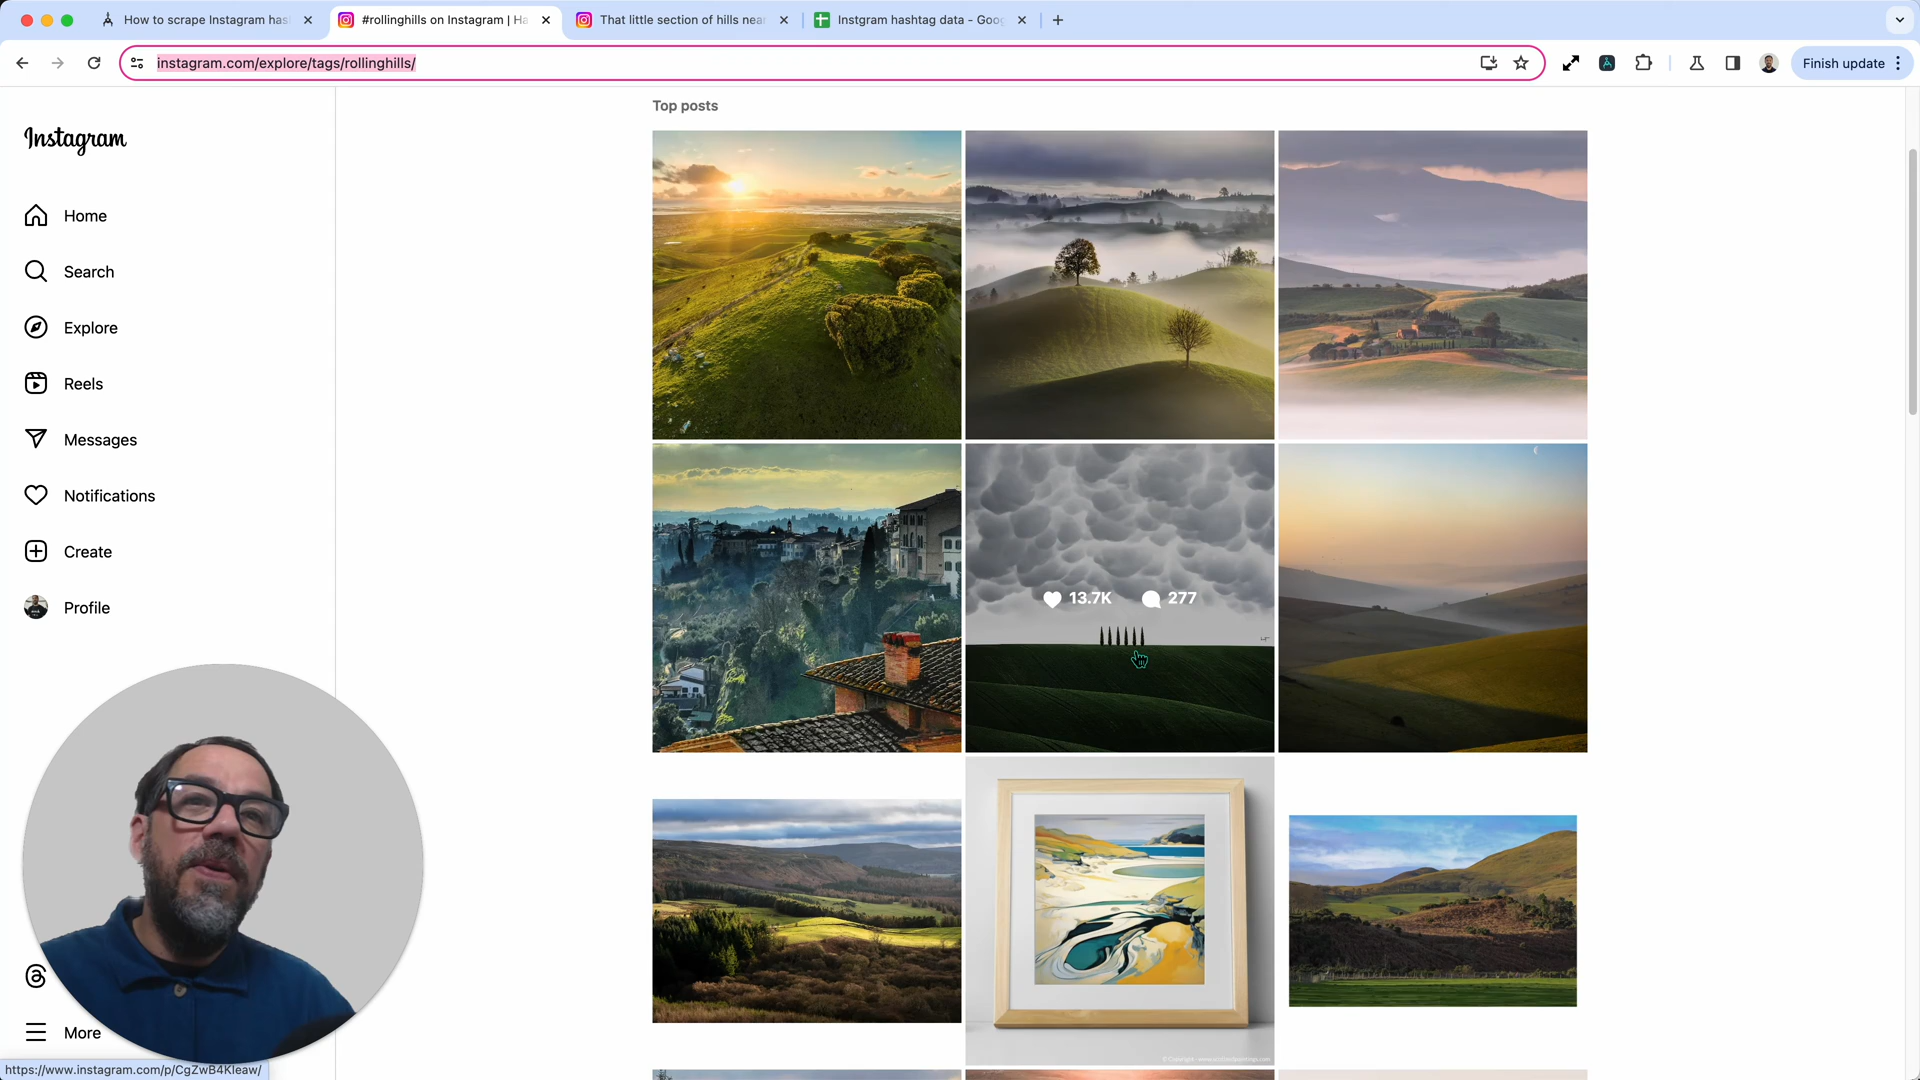 How to scrape Instagram has
#rollinghills on Instagram | Ha
That little section of hills near
Instgram hashtag data - Goog
instagram.com/explore/tags/rollinghills/
Finish update
Instagram
Home
Search
Explore
Reels
Messages
Notifications
Create
Profile
More
Top posts
13.7K 277
https://www.instagram.com/p/CgZwB4Kleaw/